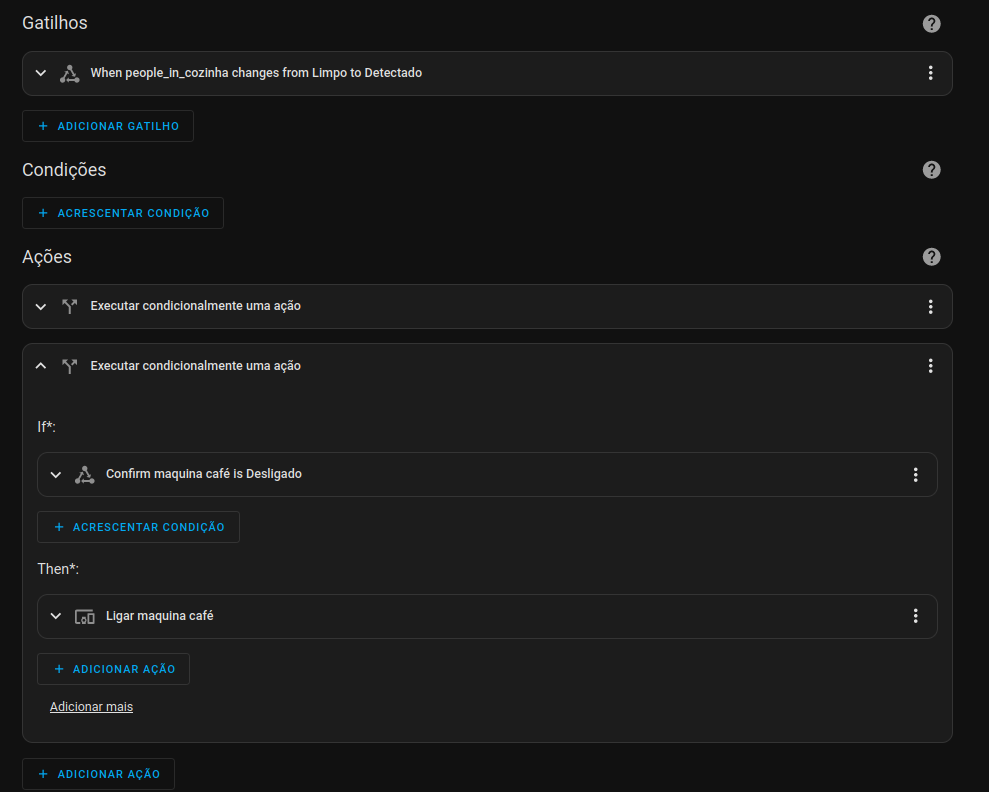 Gatilhos
When people_in_cozinha changes from Limpo to Detectado
+ ADICIONAR GATILHO
Condições
+ ACRESCENTAR CONDIÇÃO
Ações
Executar condicionalmente uma ação
Executar condicionalmente uma ação
If*:
Confirm maquina café is Desligado
+ ACRESCENTAR CONDIÇÃO
Then*:
Ligar maquina café
+ ADICIONAR AÇÃO
Adicionar mais
+ ADICIONAR AÇÃO